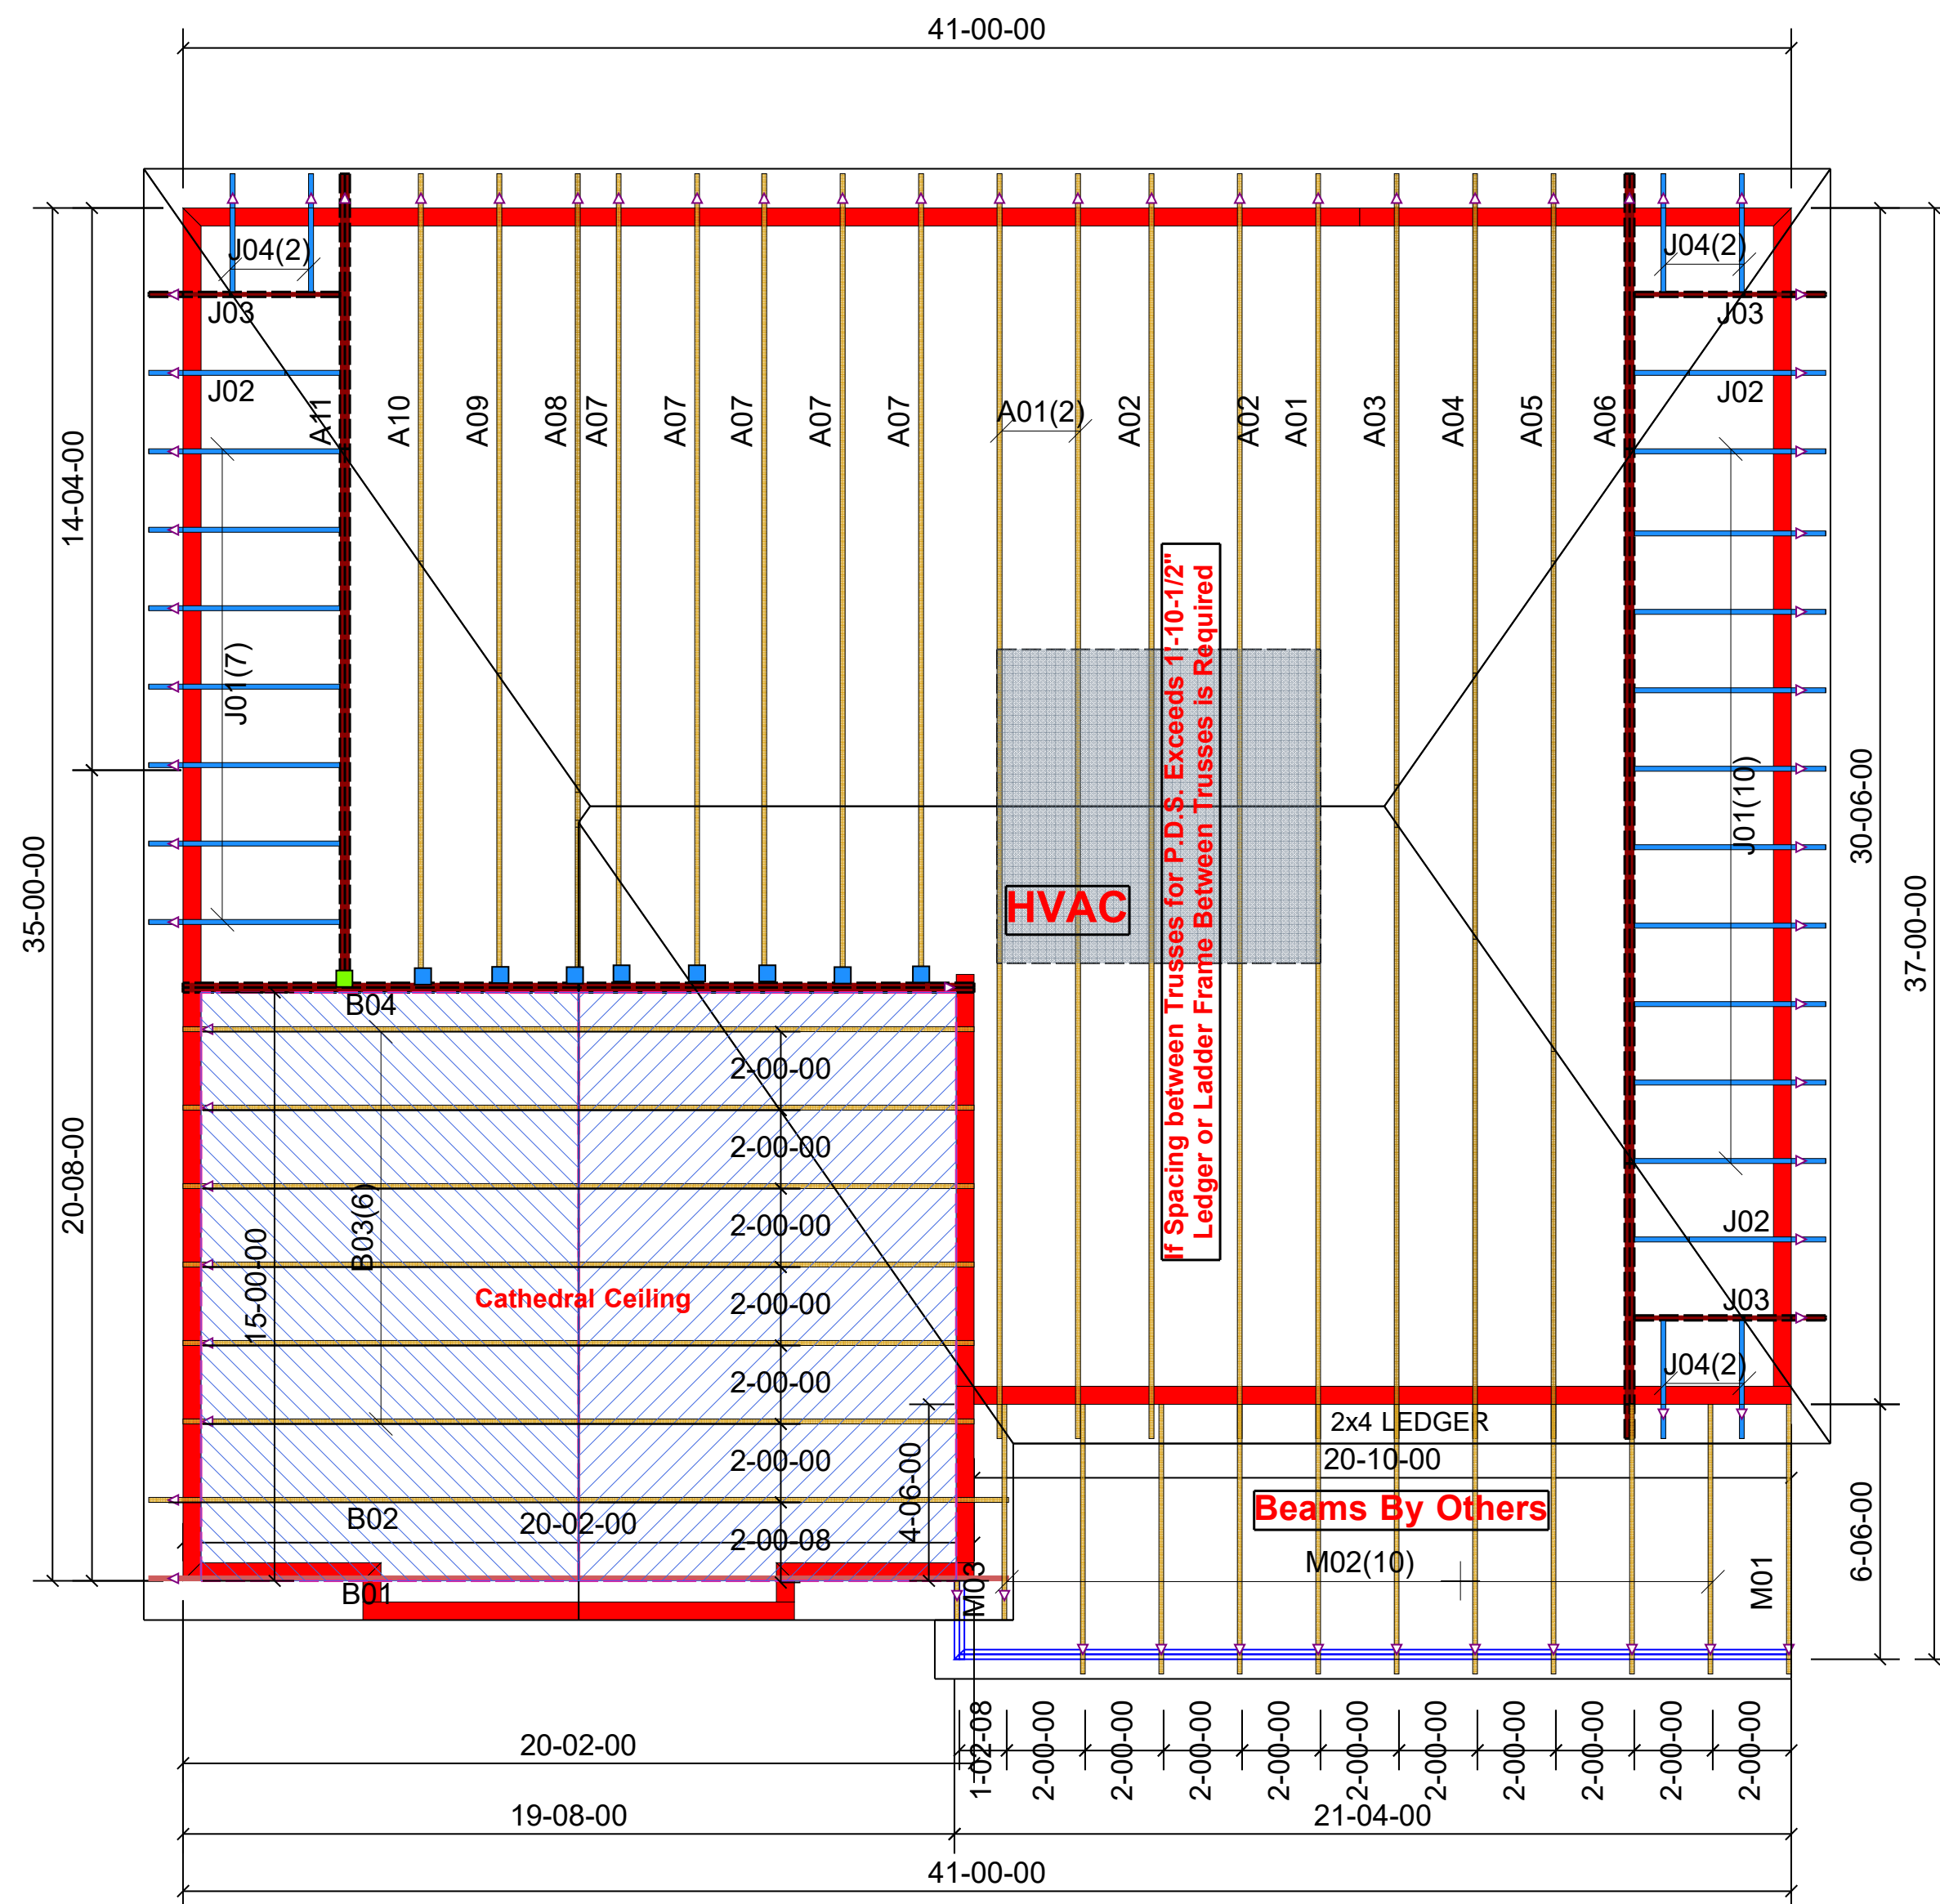 41-00-00
J04(2)
J04(2)
J03
J03
J02
J02
A11
A10
A09
A08
A07
A07
A07
A07
A07
A01(2)
A02
A02
A01
A03
A04
A05
A06
14-04-00
35-00-00
20-08-00
J01(7)
J01(10)
30-06-00
37-00-00
If Spacing between Trusses for P.D.S. Exceeds 1'-10-1/2"
Ledger or Ladder Frame Between Trusses is Required
HVAC
B04
2-00-00
2-00-00
2-00-00
2-00-00
2-00-00
2-00-00
2-00-08
B03(6)
15-00-00
Cathedral Ceiling
J02
J03
J04(2)
2x4 LEDGER
20-10-00
Beams By Others
4-06-00
B02
20-02-00
B01
M03
M02(10)
M01
6-06-00
1-02-08
2-00-00
2-00-00
2-00-00
2-00-00
2-00-00
2-00-00
2-00-00
2-00-00
2-00-00
2-00-00
20-02-00
19-08-00
21-04-00
41-00-00